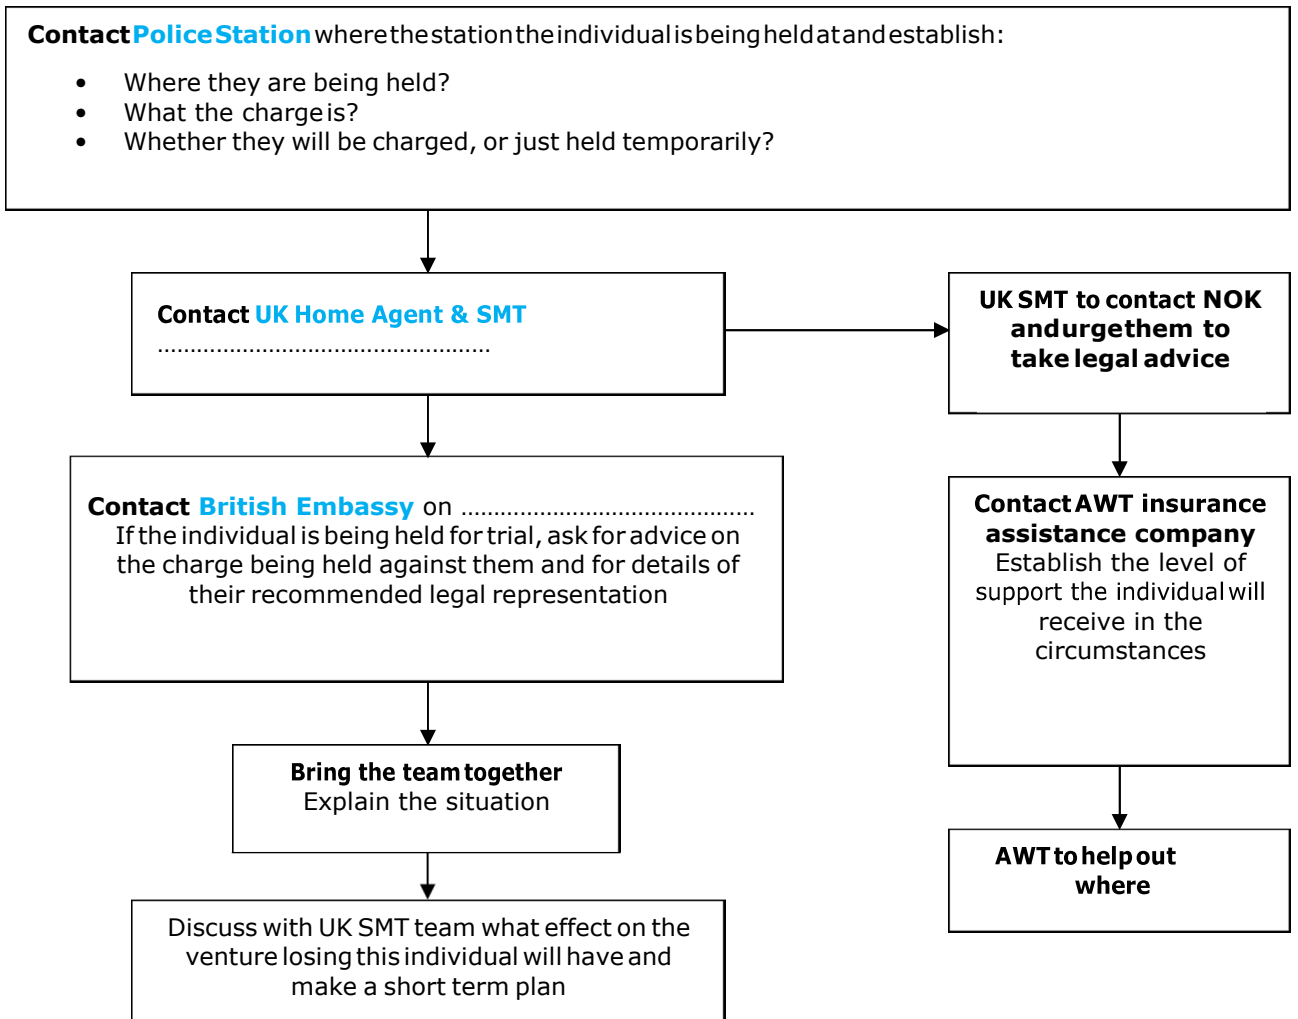 Contact Police Station where the station the individual is being held at and establish:
• Where they are being held?
• What the charge is?
• Whether they will be charged, or just held temporarily?
Contact UK Home Agent & SMT
...................................................
UK SMT to contact NOK
and urge them to
take legal advice
Contact British Embassy on .............................................
If the individual is being held for trial, ask for advice on
the charge being held against them and for details of
their recommended legal representation
Contact AWT insurance
assistance company
Establish the level of
support the individual will
receive in the
circumstances
Bring the team together
Explain the situation
AWT to help out
where
Discuss with UK SMT team what effect on the
venture losing this individual will have and
make a short term plan